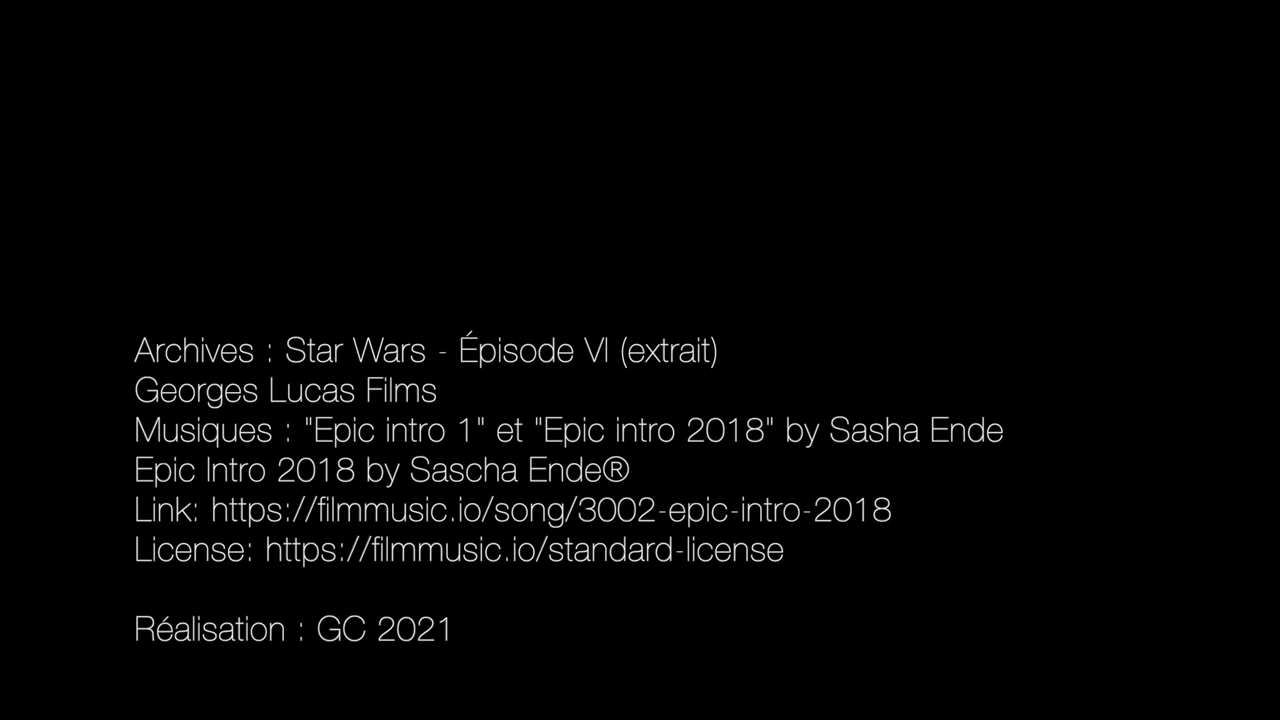 Archives : Star Wars - Épisode VI (extrait)
Georges Lucas Films
Musiques : "Epic intro 1" et "Epic intro 2018" by Sasha Ende
Epic Intro 2018 by Sascha Ende®
Link: https://filmmusic.io/song/3002-epic-intro-2018
License: https://filmmusic.io/standard-license
Réalisation : GC 2021